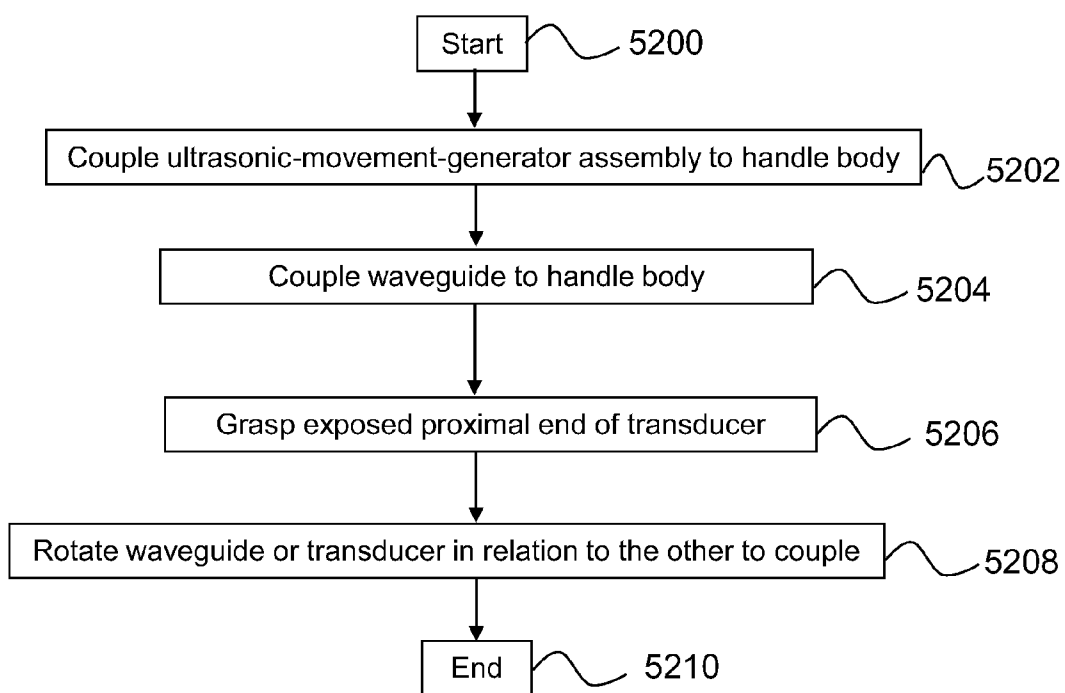 Start
5200
Couple ultrasonic-movement-generator assembly to handle body
5202
Couple waveguide to handle body
5204
Grasp exposed proximal end of transducer
5206
Rotate waveguide or transducer in relation to the other to couple
5208
End
5210